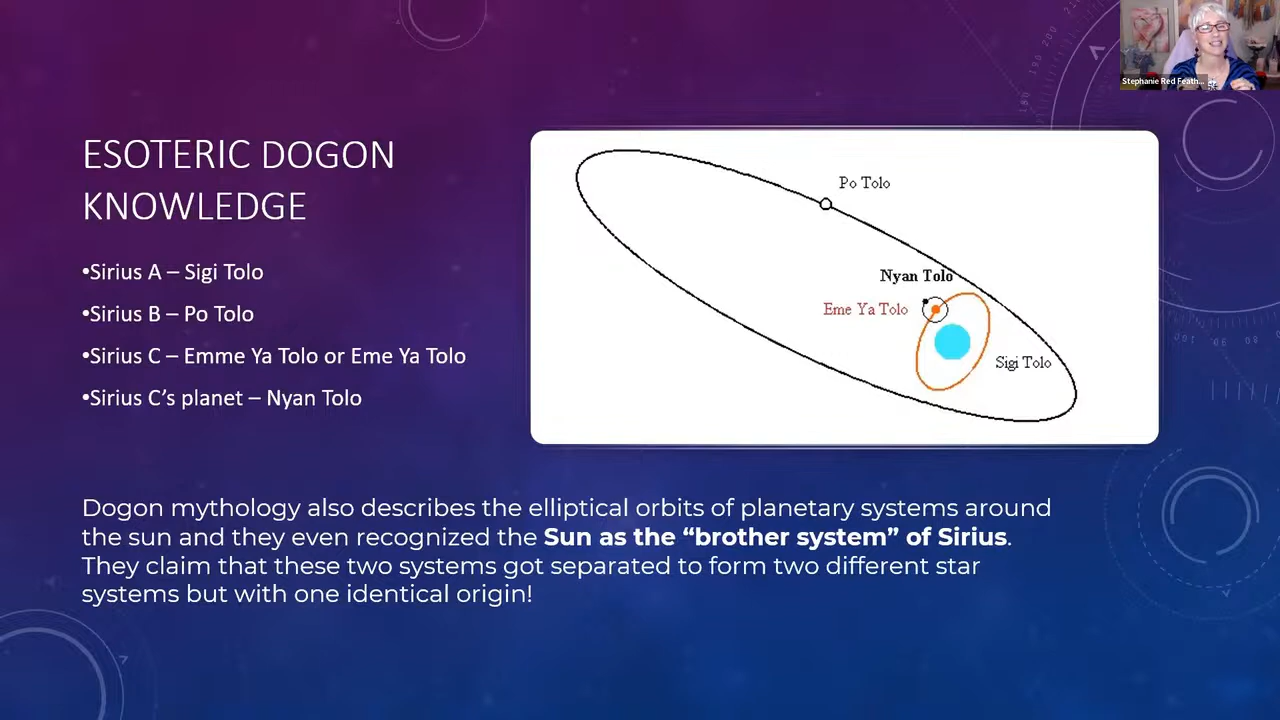 Stephanie Red Feath...
ESOTERIC DOGON
KNOWLEDGE
•Sirius A – Sigi Tolo
•Sirius B – Po Tolo
•Sirius C – Emme Ya Tolo or Eme Ya Tolo
•Sirius C’s planet – Nyan Tolo
Po Tolo
Nyan Tolo
Eme Ya Tolo
Sigi Tolo
Dogon mythology also describes the elliptical orbits of planetary systems around
the sun and they even recognized the Sun as the “brother system” of Sirius.
They claim that these two systems got separated to form two different star
systems but with one identical origin!